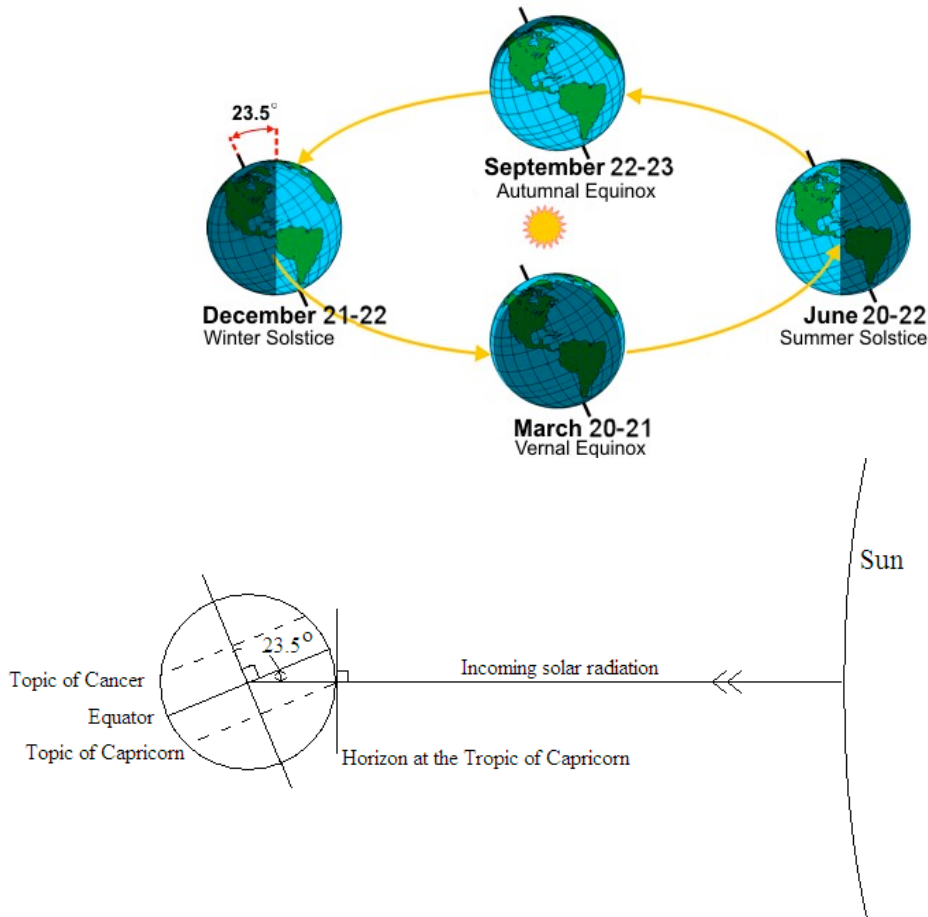 23.5°
September 22-23
Autumnal Equinox
December 21-22
Winter Solstice
June 20-22
Summer Solstice
March 20-21
Vernal Equinox
Sun
23.5°
Incoming solar radiation
Topic of Cancer
Equator
Topic of Capricorn
Horizon at the Tropic of Capricorn